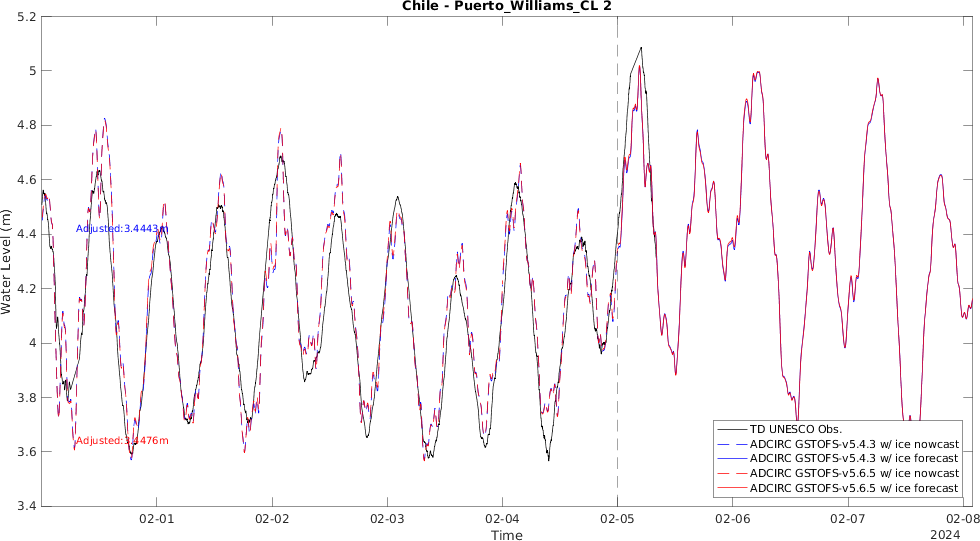 Chile - Puerto_Williams_CL 2
5.2
5
4.8
4.6
4.4
4.2
4
3.8
3.6
3.4
Water Level (m)
Adjusted:3.4443m
Adjusted:3.6476m
TD UNESCO Obs.
ADCIRC GSTOFS-v5.4.3 w/ ice nowcast
ADCIRC GSTOFS-v5.4.3 w/ ice forecast
ADCIRC GSTOFS-v5.6.5 w/ ice nowcast
ADCIRC GSTOFS-v5.6.5 w/ ice forecast
02-01 02-02 02-03 02-04 02-05 02-06 02-07 02-08
Time
2024